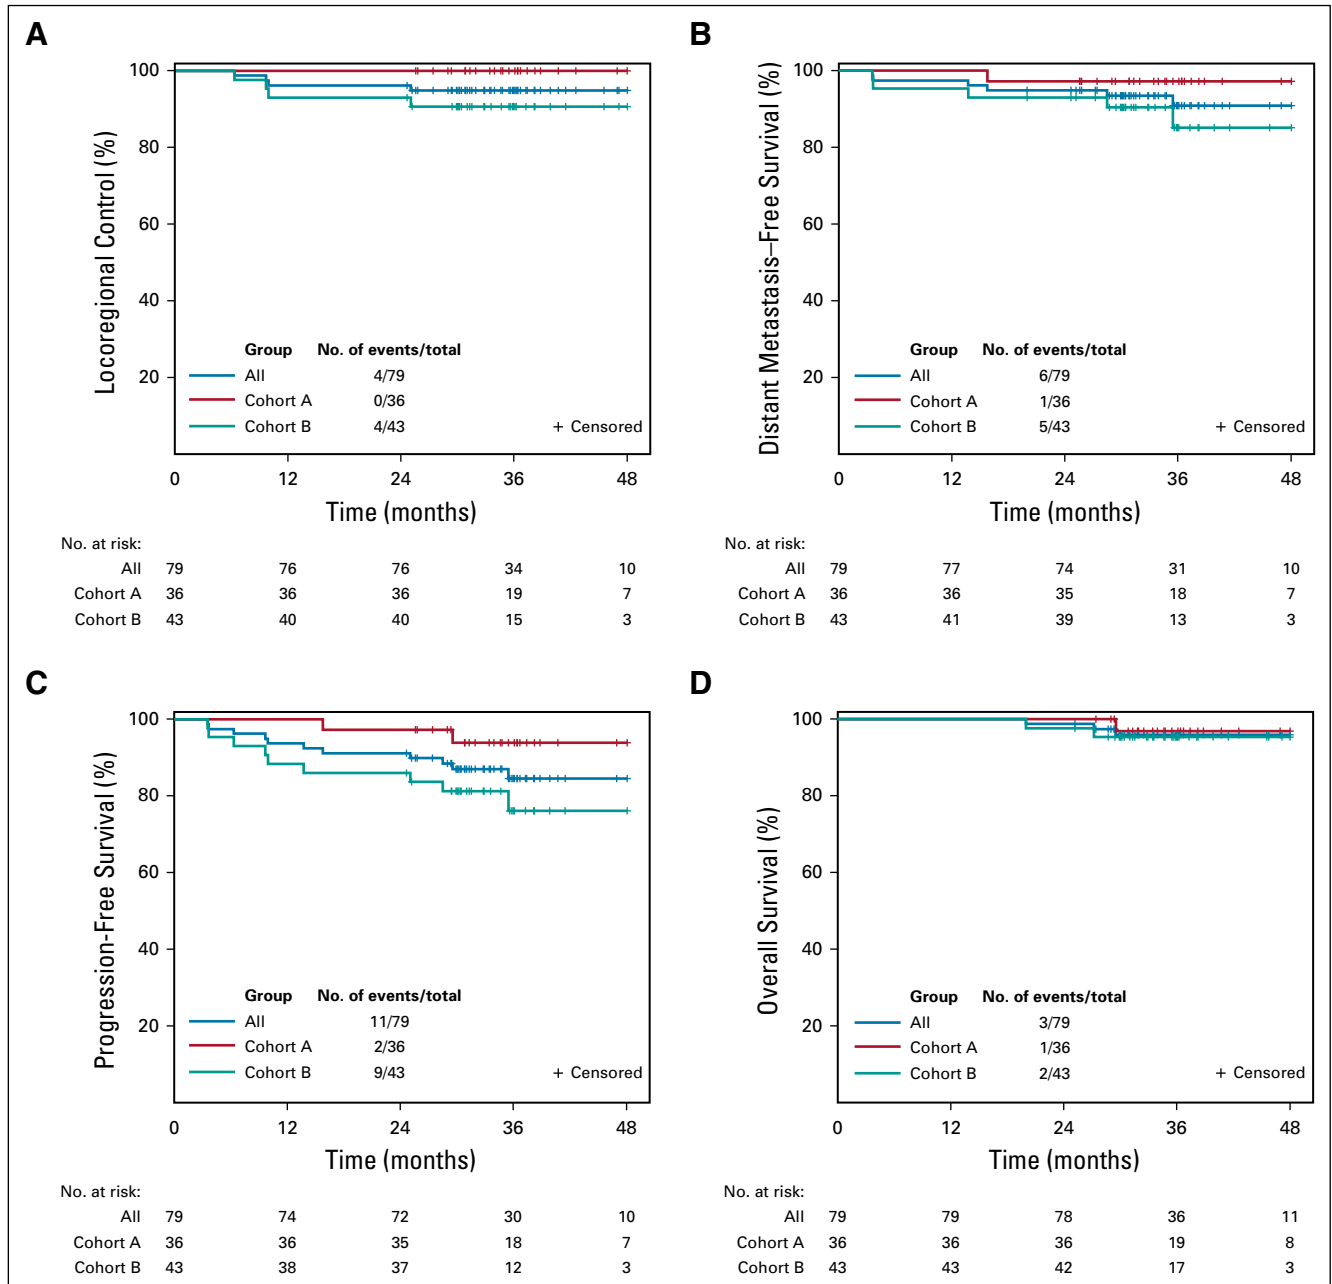 A
Locoregional Control (%)
100
80
60
40
20
Group No. of events/total
All 4/79
Cohort A 0/36
Cohort B 4/43
+ Censored
0 12 24 36 48
Time (months)
No. at risk:
All 79 76 76 34 10
Cohort A 36 36 36 19 7
Cohort B 43 40 40 15 3
B
Distant Metastasis–Free Survival (%)
100
80
60
40
20
Group No. of events/total
All 6/79
Cohort A 1/36
Cohort B 5/43
+ Censored
0 12 24 36 48
Time (months)
No. at risk:
All 79 77 74 31 10
Cohort A 36 36 35 18 7
Cohort B 43 41 39 13 3
C
Progression-Free Survival (%)
100
80
60
40
20
Group No. of events/total
All 11/79
Cohort A 2/36
Cohort B 9/43
+ Censored
0 12 24 36 48
Time (months)
No. at risk:
All 79 74 72 30 10
Cohort A 36 36 35 18 7
Cohort B 43 38 37 12 3
D
Overall Survival (%)
100
80
60
40
20
Group No. of events/total
All 3/79
Cohort A 1/36
Cohort B 2/43
+ Censored
0 12 24 36 48
Time (months)
No. at risk:
All 79 79 78 36 11
Cohort A 36 36 36 19 8
Cohort B 43 43 42 17 3